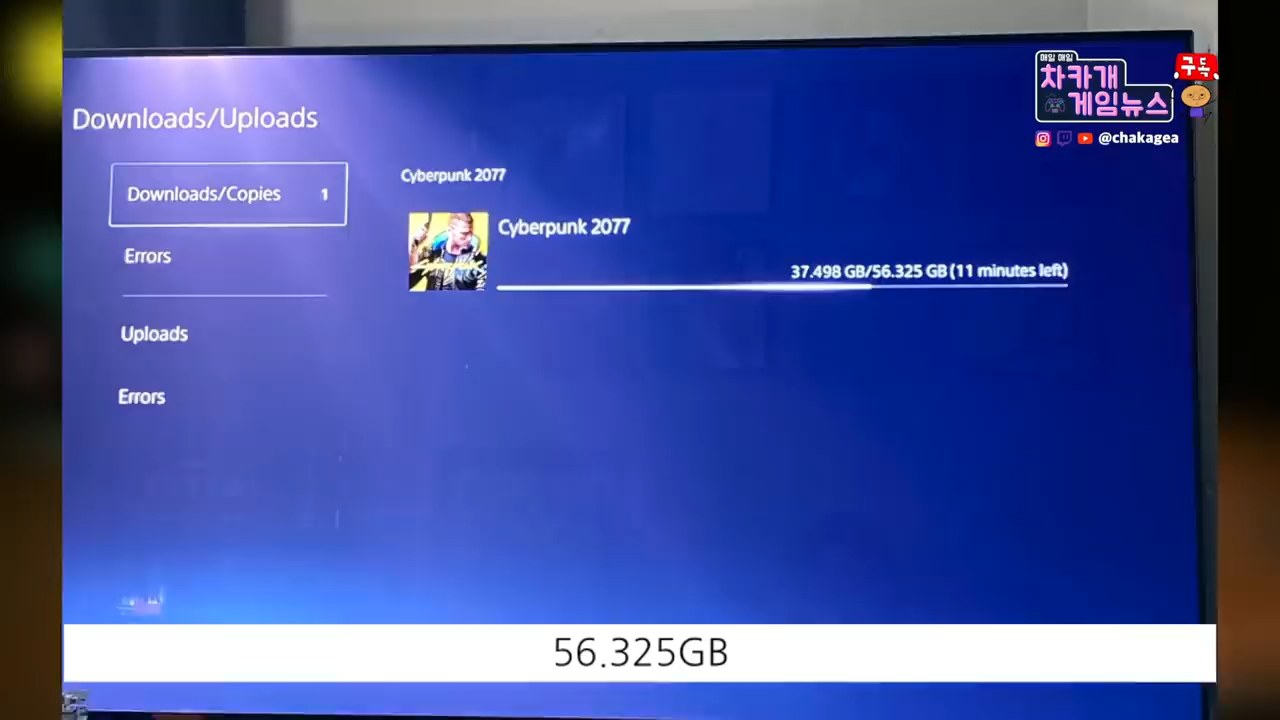 매일 매일
차카개
게임뉴스
구독
@chakagea
Downloads/Uploads
Downloads/Copies 1
Errors
Uploads
Errors
Cyberpunk 2077
Cyberpunk 2077
37.498 GB/56.325 GB (11 minutes left)
56.325GB